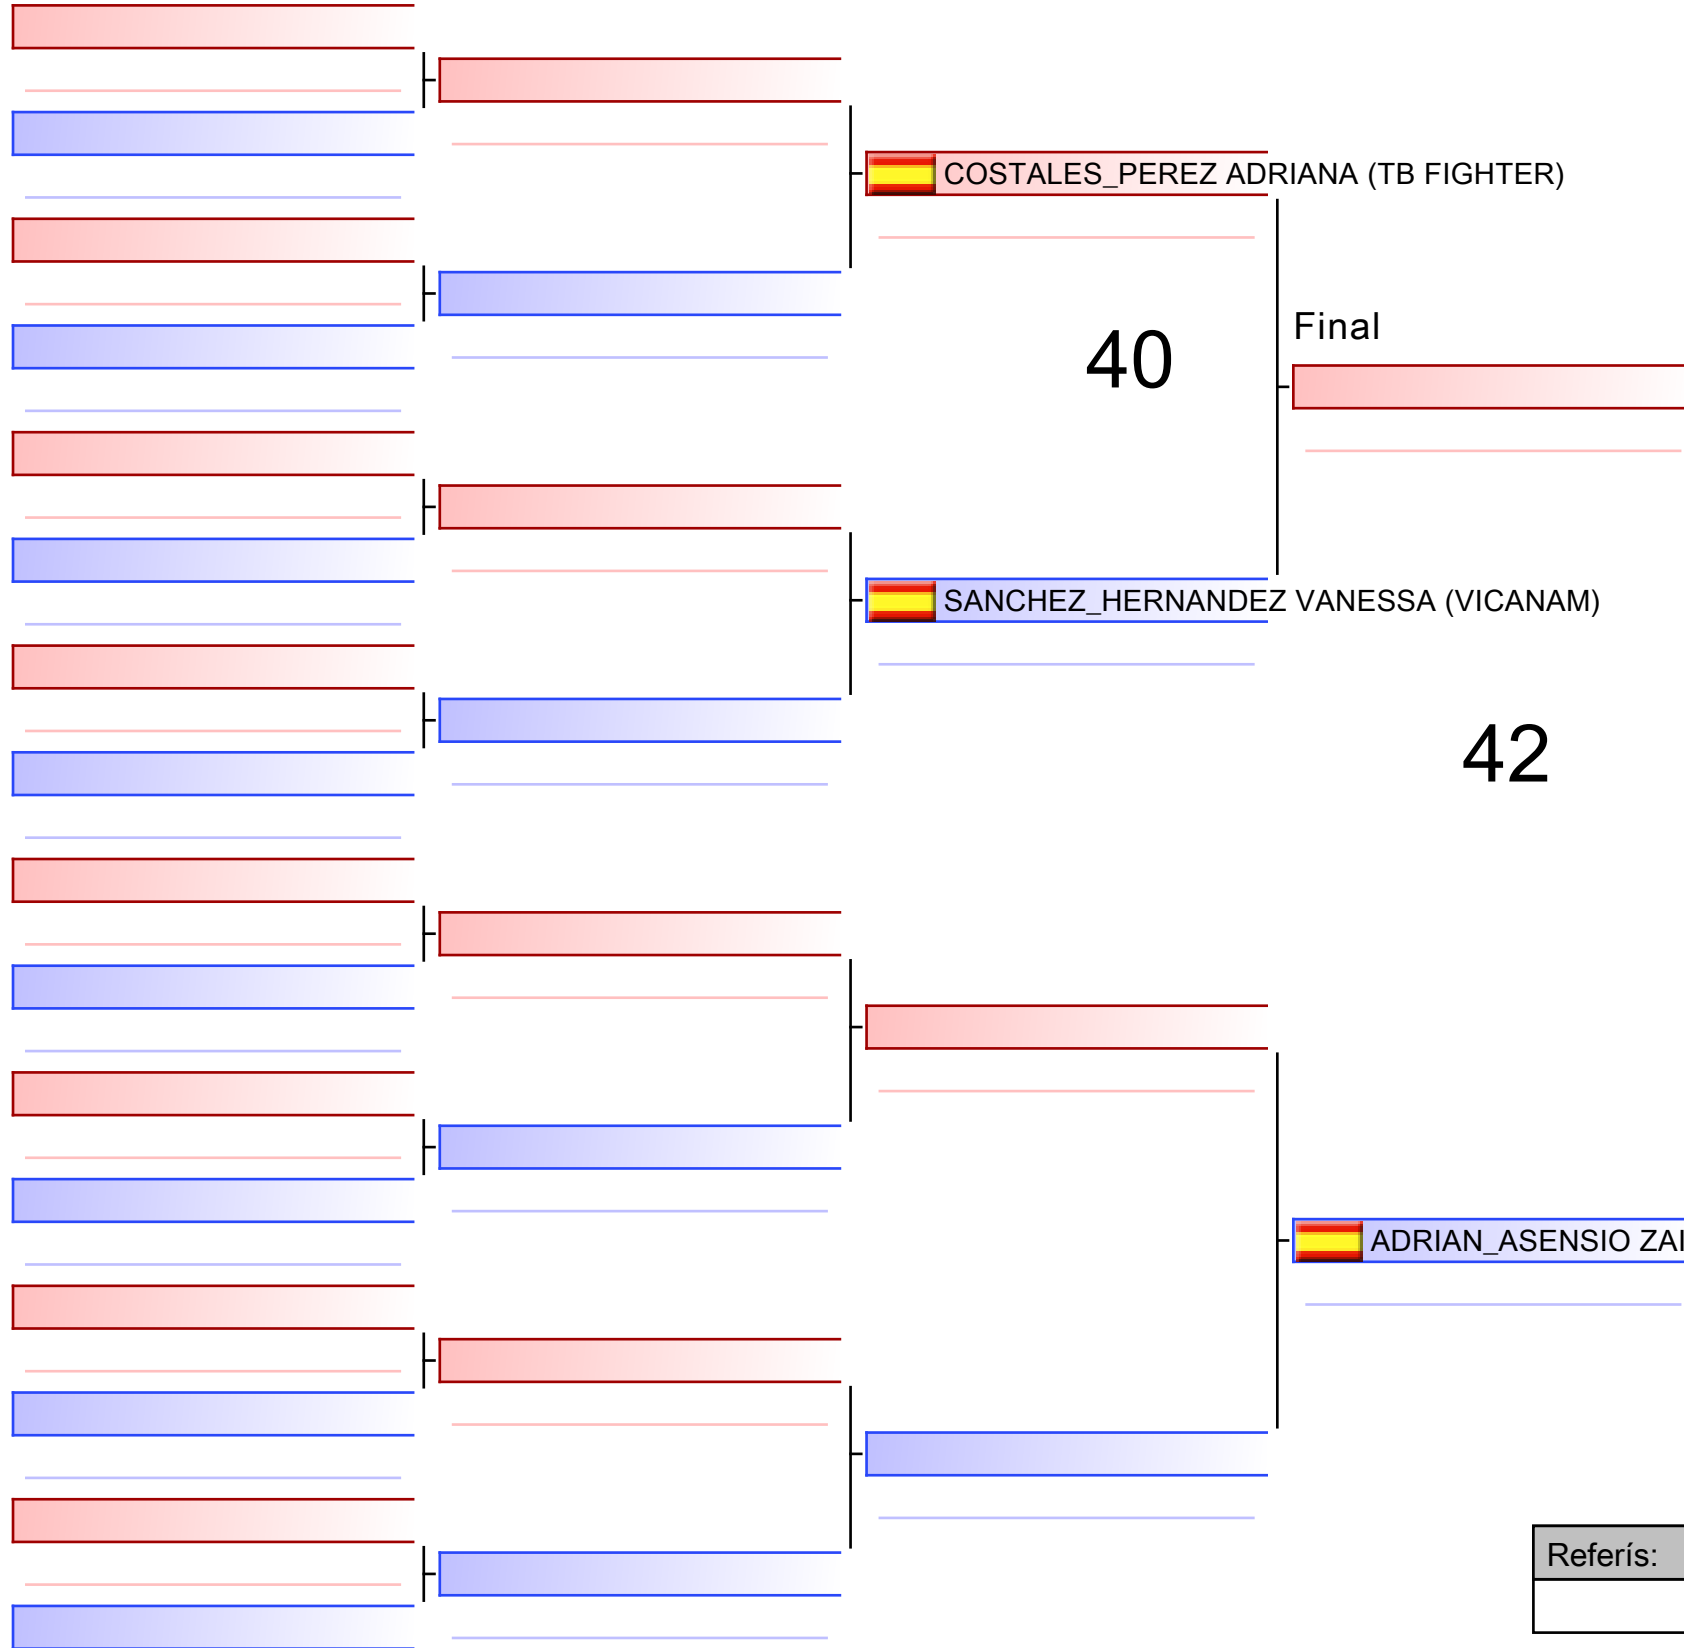 COSTALES_PEREZ ADRIANA (TB FIGHTER)
Final
40
SANCHEZ_HERNANDEZ VANESSA (VICANAM)
42
ADRIAN_ASENSIO
Referís: